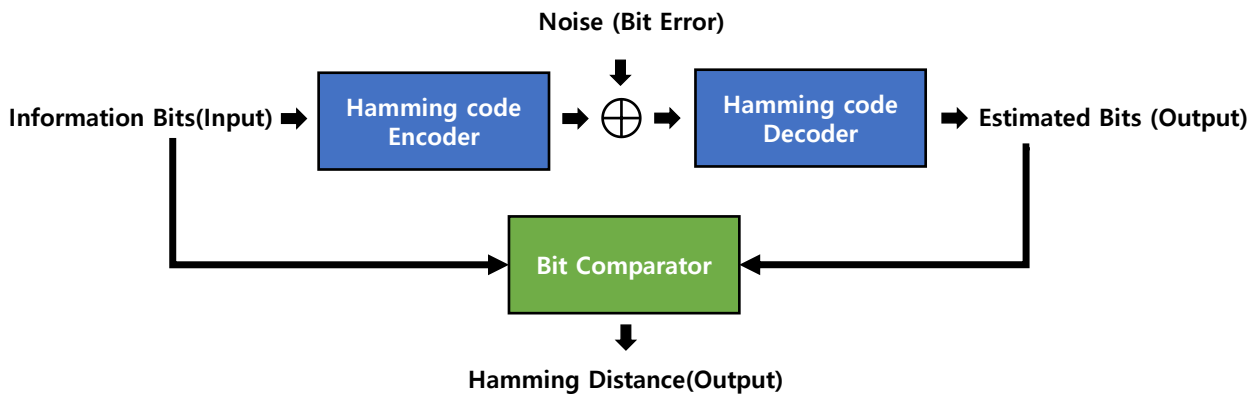 Noise (Bit Error)
Information Bits(Input)
Hamming code
Encoder
Hamming code
Decoder
Estimated Bits (Output)
Bit Comparator
Hamming Distance(Output)